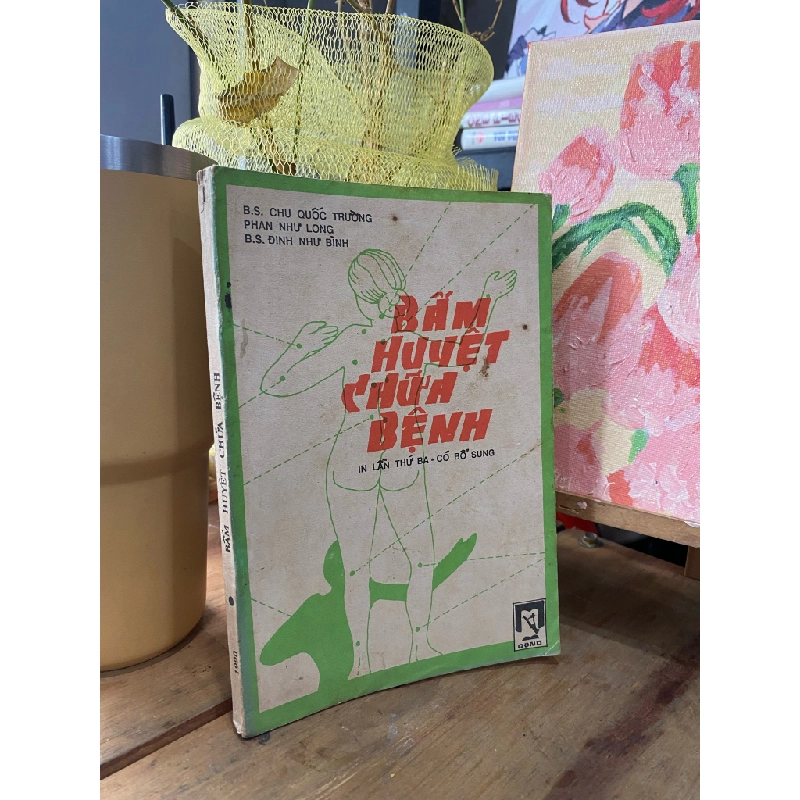 B.S. CHU QUỐC TRƯỜNG
PHAN NHƯ LONG
B.S. ĐINH NHƯ BÌNH
BẤM
HUYỆT
CHỮA
BỆNH
IN LẦN THỨ BA - CÓ BỔ SUNG
BẤM HUYỆT CHỮA BỆNH